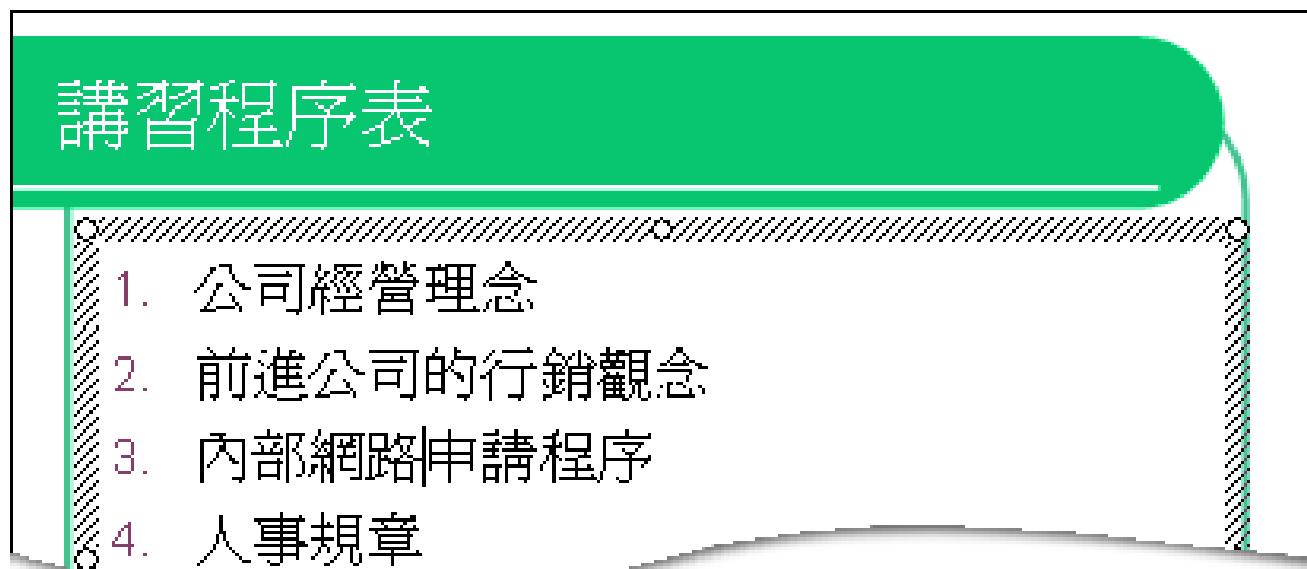 講習程序表
1. 公司經營理念
2. 前進公司的行銷觀念
3. 內部網路申請程序
4. 人事規章